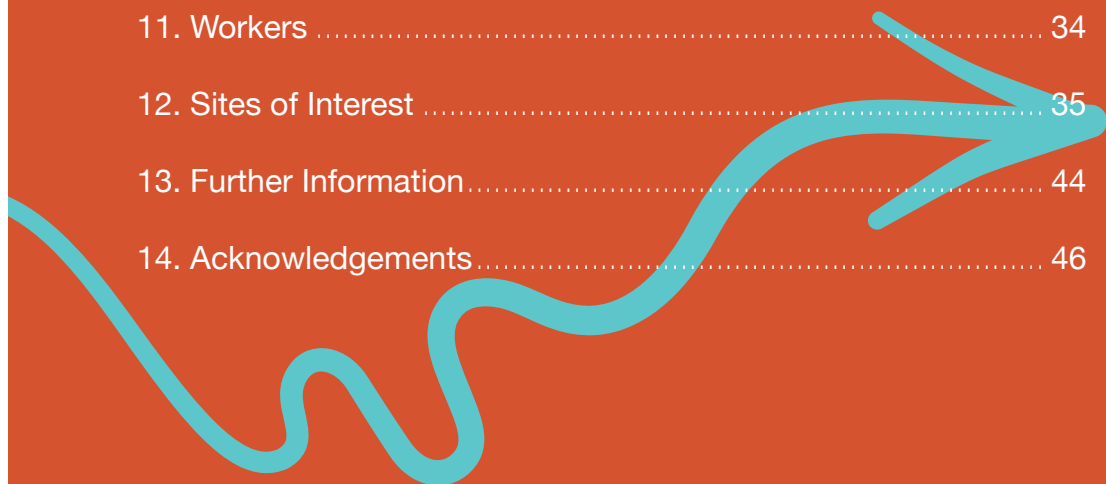 11. Workers ........................................ 34
12. Sites of Interest ........................................ 35
13. Further Information ........................................ 44
14. Acknowledgements ........................................ 46